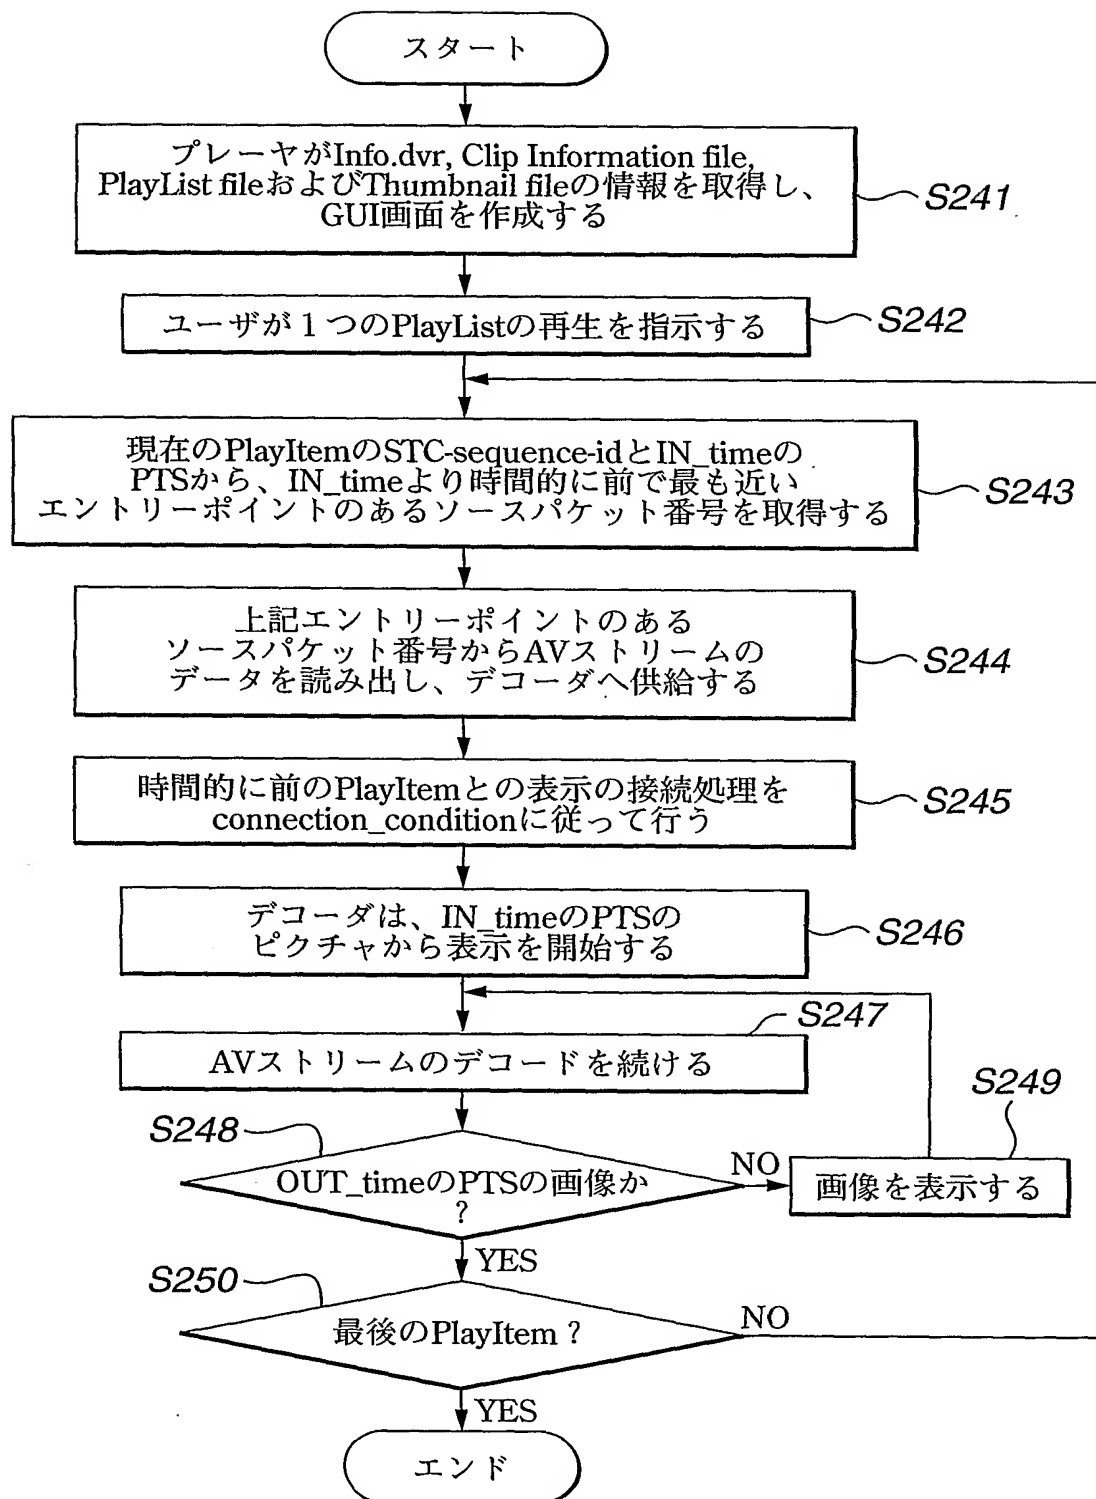 スタート
プレーヤがInfo.dvr, Clip Information file,
PlayList fileおよびThumbnail fileの情報を取得し、
GUI画面を作成する
S241
ユーザが１つのPlayListの再生を指示する
S242
現在のPlayItemのSTC-sequence-idとIN_timeの
PTSから、IN_timeより時間的に前で最も近い
エントリーポイントのあるソースパケット番号を取得する
S243
上記エントリーポイントのある
ソースパケット番号からAVストリームの
データを読み出し、デコーダへ供給する
S244
時間的に前のPlayItemとの表示の接続処理を
connection_conditionに従って行う
S245
デコーダは、IN_timeのPTSの
ピクチャから表示を開始する
S246
S247
AVストリームのデコードを続ける
S248
OUT_timeのPTSの画像か
？
NO
S249
画像を表示する
YES
S250
最後のPlayItem？
NO
YES
エンド